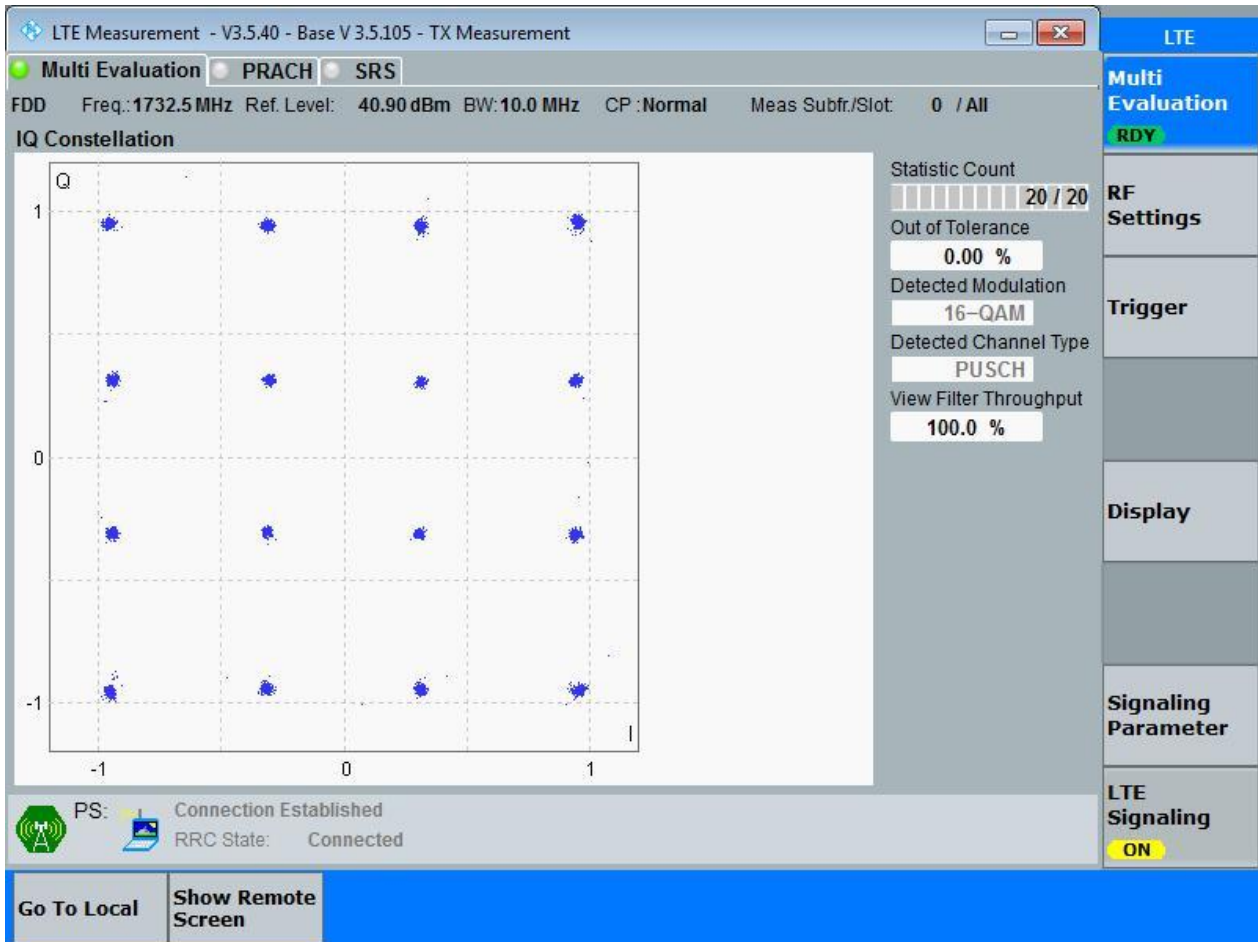 LTE Measurement - V3.5.40 - Base V 3.5.105 - TX Measurement
LTE
Multi Evaluation PRACH SRS
Multi
Evaluation
RDY
FDD Freq.: 1732.5 MHz Ref. Level: 40.90 dBm BW: 10.0 MHz CP : Normal Meas Subfr./Slot: 0 / All
IQ Constellation
Q
1
0
-1
I
-1 0 1
Statistic Count
20 / 20
Out of Tolerance
0.00 %
Detected Modulation
16-QAM
Detected Channel Type
PUSCH
View Filter Throughput
100.0 %
RF
Settings
Trigger
Display
Signaling
Parameter
LTE
Signaling
ON
PS: Connection Established
RRC State: Connected
Go To Local
Show Remote
Screen